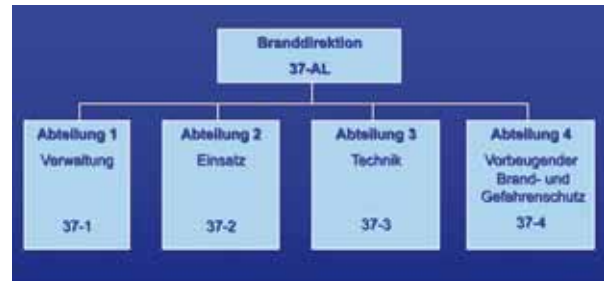 Branddirektion
37-AL
Abteilung 1
Verwaltung
37-1
Abteilung 2
Einsatz
37-2
Abteilung 3
Technik
37-3
Abteilung 4
Vorbeugender
Brand- und
Gefahrenschutz
37-4